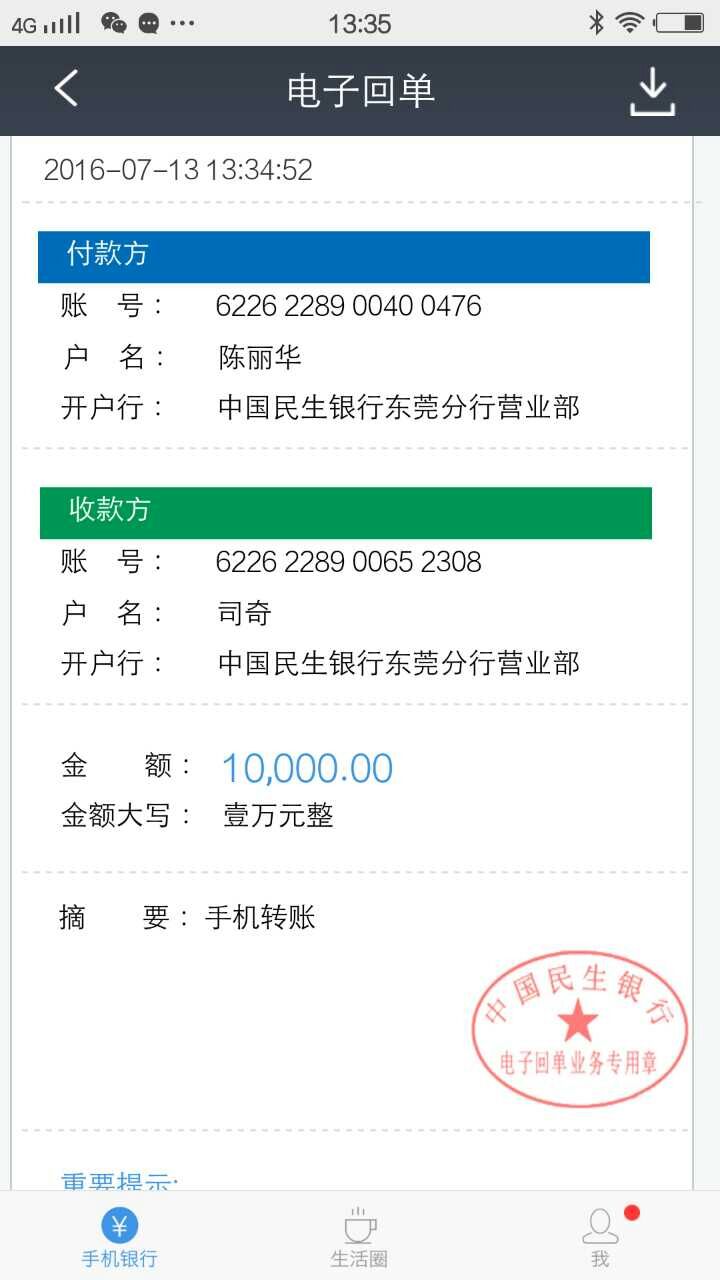 4G 13:35
电子回单
2016-07-13 13:34:52
付款方
账 号： 6226 2289 0040 0476
户 名： 陈丽华
开户行： 中国民生银行东莞分行营业部
收款方
账 号： 6226 2289 0065 2308
户 名： 司奇
开户行： 中国民生银行东莞分行营业部
金 额： 10,000.00
金额大写： 壹万元整
摘 要： 手机转账
中国民生银行
电子回单业务专用章
重要提示:
手机银行 生活圈 我